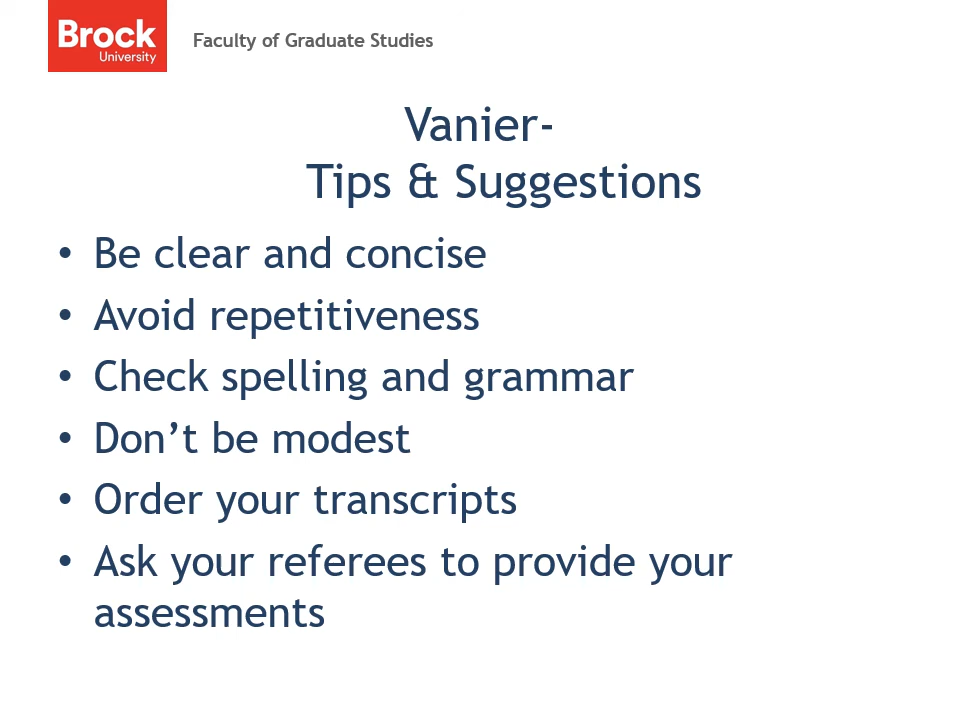 Brock
University
Faculty of Graduate Studies
Vanier-
Tips & Suggestions
• Be clear and concise
• Avoid repetitiveness
• Check spelling and grammar
• Don’t be modest
• Order your transcripts
• Ask your referees to provide your
assessments